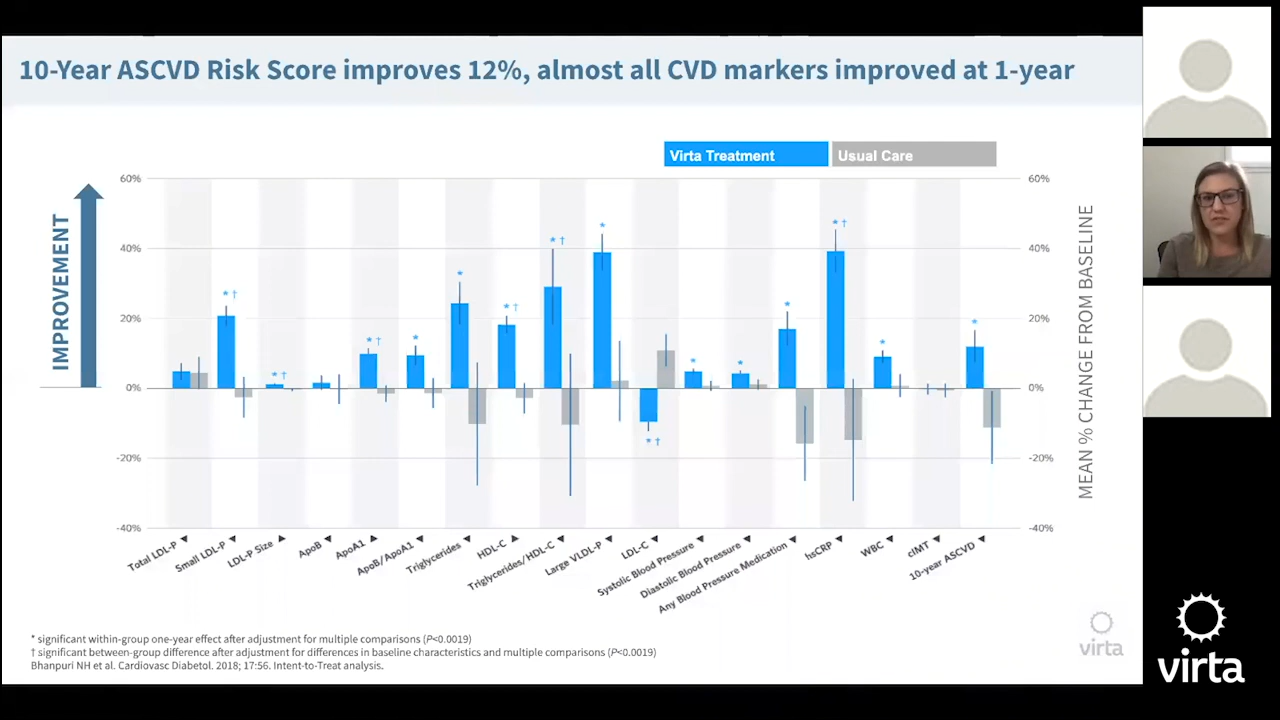 10-Year ASCVD Risk Score improves 12%, almost all CVD markers improved at 1-year
Virta Treatment
Usual Care
IMPROVEMENT
60%
40%
20%
0%
-20%
-40%
* † * † * † * * * † * † * * † * * * * † * *
60%
40%
20%
0%
-20%
-40%
MEAN % CHANGE FROM BASELINE
Total LDL-P ▼
Small LDL-P ▼
LDL-P Size ▲
ApoB ▼
ApoA1 ▲
ApoB/ApoA1 ▼
Triglycerides ▼
HDL-C ▲
Triglycerides/HDL-C ▼
Large VLDL-P ▼
LDL-C ▼
Systolic Blood Pressure ▼
Diastolic Blood Pressure ▼
Any Blood Pressure Medication ▼
hsCRP ▼
WBC ▼
cIMT ▼
10-year ASCVD ▼
* significant within-group one-year effect after adjustment for multiple comparisons (P<0.0019)
† significant between-group difference after adjustment for differences in baseline characteristics and multiple comparisons (P<0.0019)
Bhanpuri NH et al. Cardiovasc Diabetol. 2018; 17:56. Intent-to-Treat analysis.
virta
virta